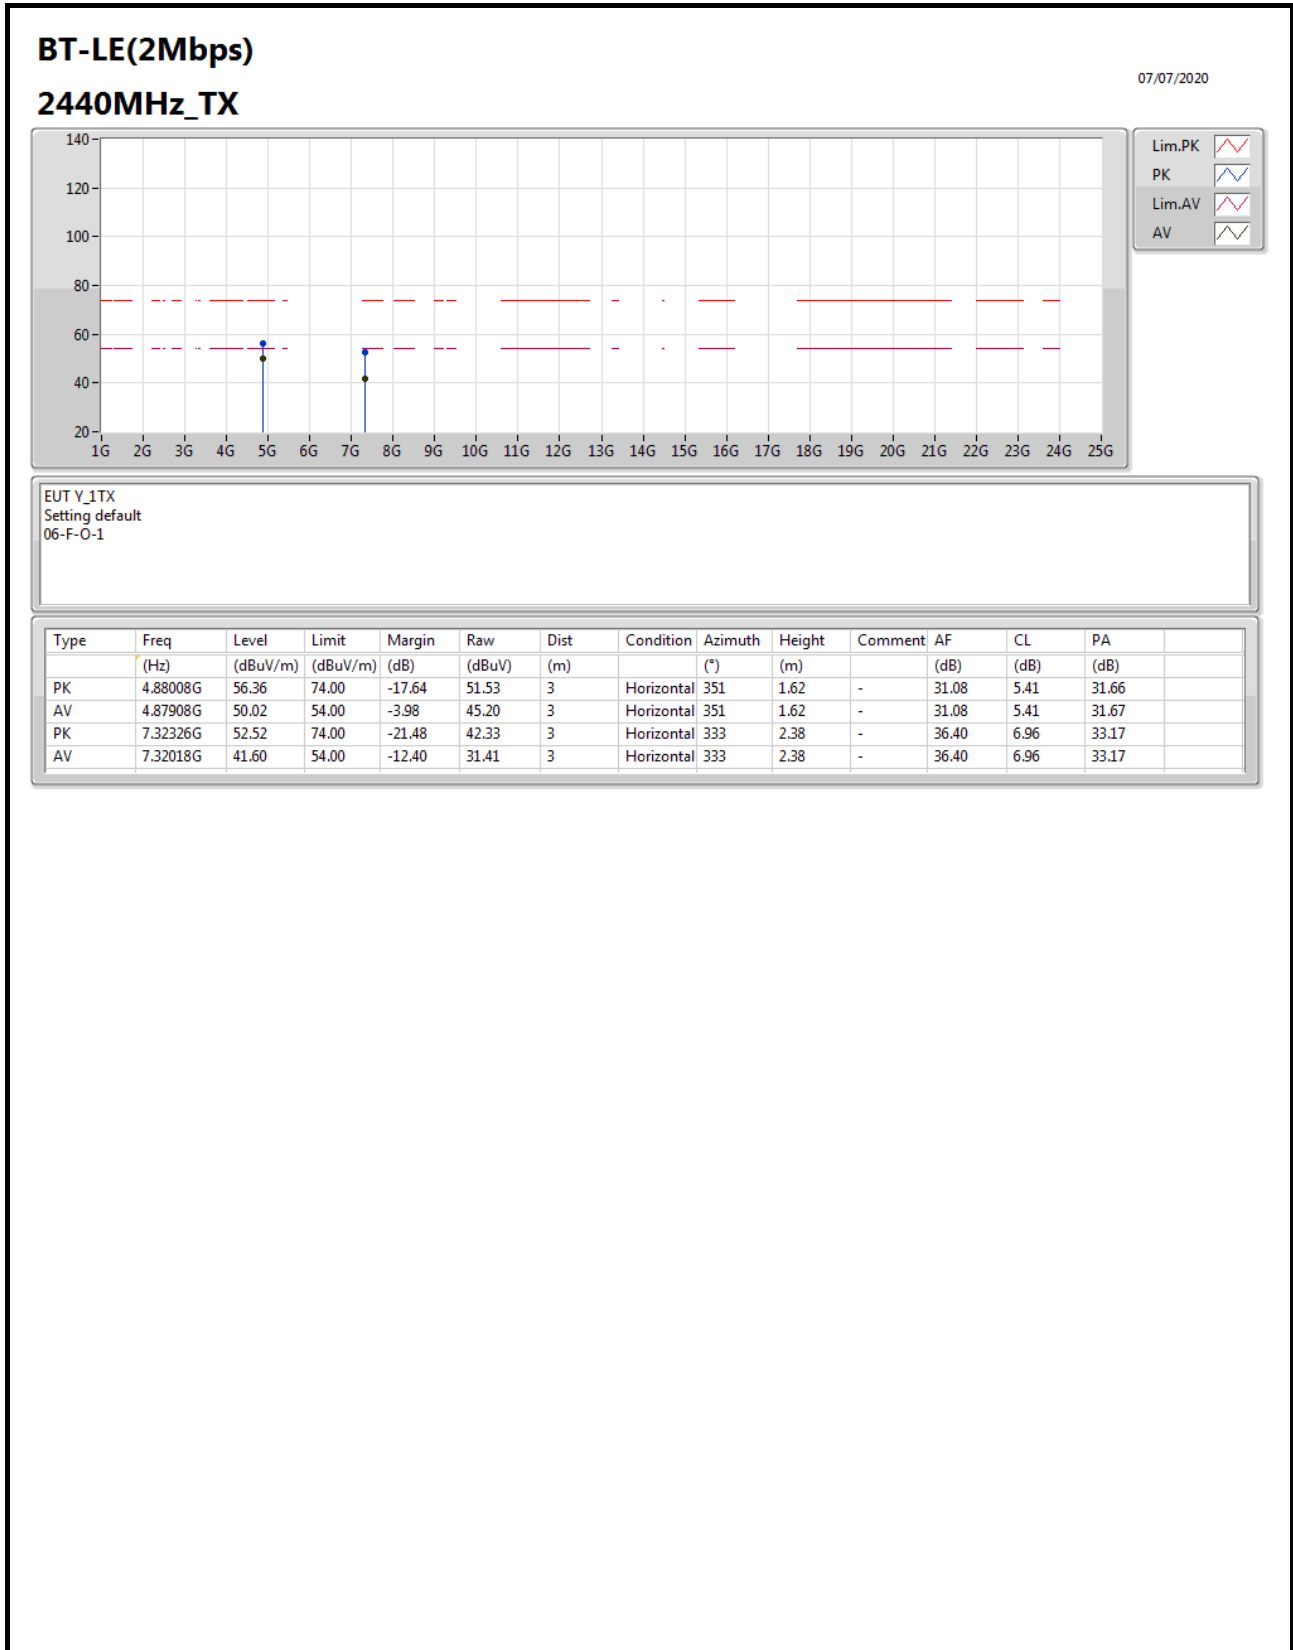 BT-LE(2Mbps)
07/07/2020
2440MHz_TX
140
120
100
80
60
40
20
1G 2G 3G 4G 5G 6G 7G 8G 9G 10G 11G 12G 13G 14G 15G 16G 17G 18G 19G 20G 21G 22G 23G 24G 25G
Lim.PK
PK
Lim.AV
AV
EUT Y_1TX
Setting default
06-F-O-1
Type Freq Level Limit Margin Raw Dist Condition Azimuth Height Comment AF CL PA
(Hz) (dBuV/m) (dBuV/m) (dB) (dBuV) (m) (°) (m) (dB) (dB) (dB)
PK 4.88008G 56.36 74.00 -17.64 51.53 3 Horizontal 351 1.62 - 31.08 5.41 31.66
AV 4.87908G 50.02 54.00 -3.98 45.20 3 Horizontal 351 1.62 - 31.08 5.41 31.67
PK 7.32326G 52.52 74.00 -21.48 42.33 3 Horizontal 333 2.38 - 36.40 6.96 33.17
AV 7.32018G 41.60 54.00 -12.40 31.41 3 Horizontal 333 2.38 - 36.40 6.96 33.17